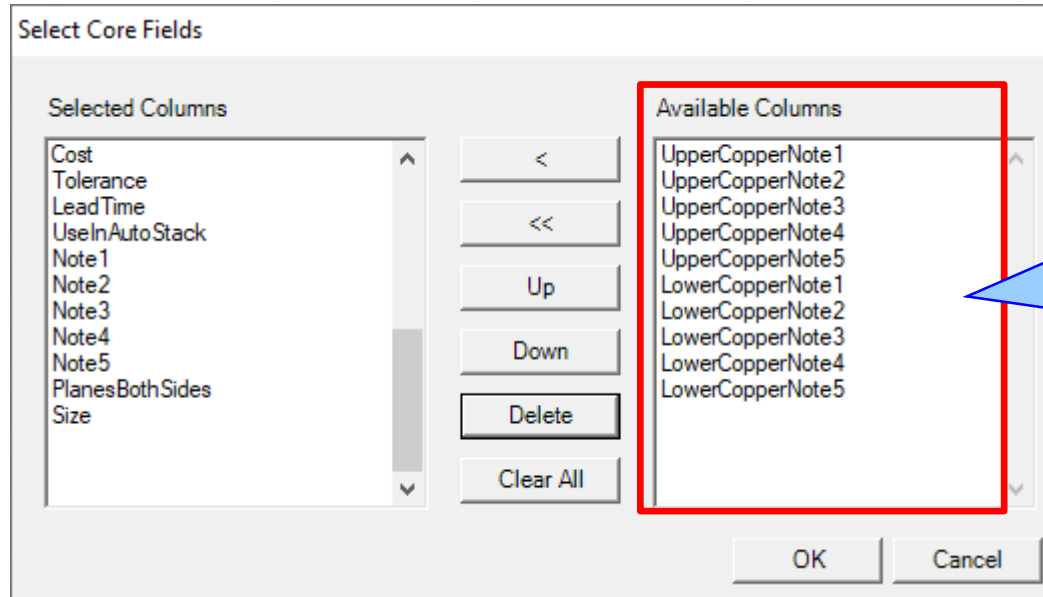 Select Core Fields
Selected Columns
Cost
Tolerance
LeadTime
UseInAutoStack
Note1
Note2
Note3
Note4
Note5
PlanesBothSides
Size
<
<<
Up
Down
Delete
Clear All
Available Columns
UpperCopperNote1
UpperCopperNote2
UpperCopperNote3
UpperCopperNote4
UpperCopperNote5
LowerCopperNote1
LowerCopperNote2
LowerCopperNote3
LowerCopperNote4
LowerCopperNote5
OK
Cancel